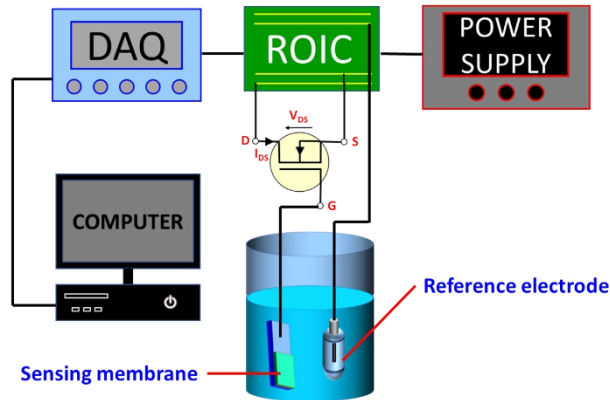 DAQ
ROIC
POWER
SUPPLY
V_DS
D
S
I_DS
G
COMPUTER
Reference electrode
Sensing membrane